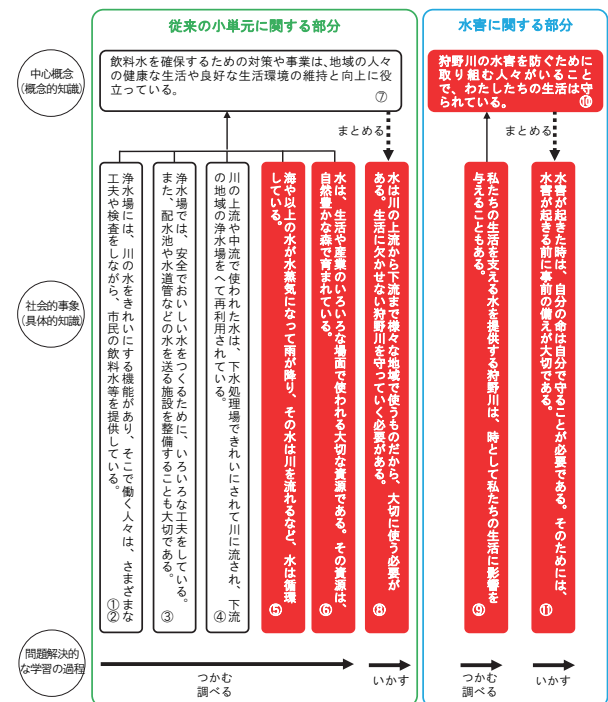 従来の小単元に関する部分
水害に関する部分
中心概念
(概念的知識)
飲料水を確保するための対策や事業は、地域の人々
の健康な生活や良好な生活環境の維持と向上に役
立っている。
⑦
狩野川の水害を防ぐために
取り組む人々がいること
で、わたしたちの生活は守
られている。
⑩
まとめる
まとめる
社会的事象
(具体的知識)
浄水場には、川の水をきれいにする機能があり、そこで働く人々は、さまざまな
工夫や検査をしながら、市民の飲料水等を提供している。
①②
浄水場では、安全でおいしい水をつくるために、いろいろな工夫をしている。
また、配水池や水道管などの水を送る施設を整備することも大切である。
③
川の上流や中流で使われた水は、下水処理場できれいにされて川に流され、下流
の地域の浄水場をへて再利用されている。
④
海や以上の水が水蒸気になって雨が降り、その水は川を流れるなど、水は循環
している。
⑤
水は、生活や産業のいろいろな場面で使われる大切な資源である。その資源は、
自然豊かな森で育まれている。
⑥
水は川の上流から下流まで様々な地域で使うものだから、大切に使う必要が
ある。生活に欠かせない狩野川を守っていく必要がある。
⑧
私たちの生活を支える水を提供する狩野川は、時として私たちの生活に影響を
与えることもある。
⑨
水害が起きた時は、自分の命は自分で守ることが必要である。そのためには、
水害が起きる前に事前の備えが大切である。
⑪
問題解決的
な学習の過程
つかむ
調べる
いかす
つかむ
調べる
いかす